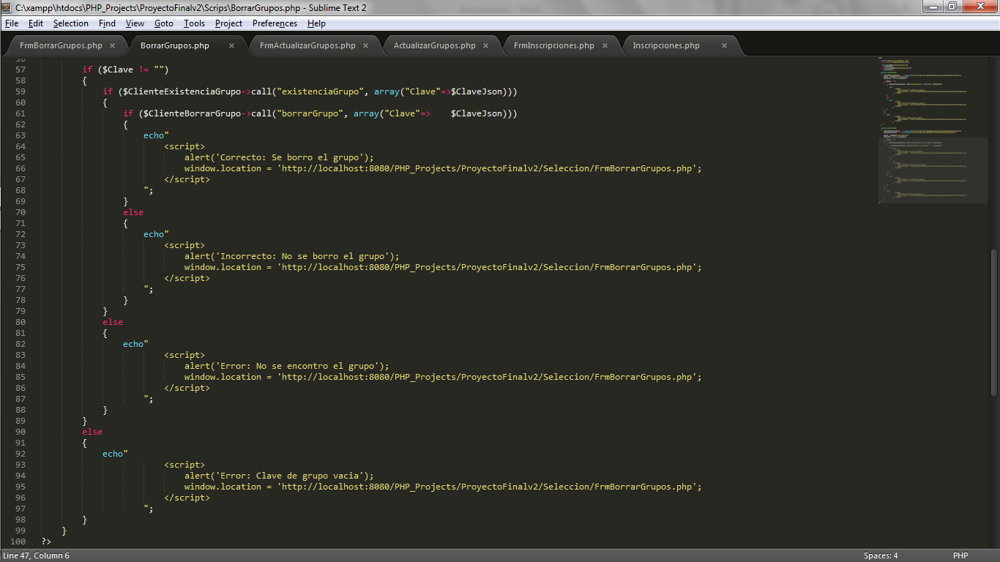 C:\xampp\htdocs\PHP_Projects\ProyectoFinalv2\Scrips\BorrarGrupos.php - Sublime Text 2
File Edit Selection Find View Goto Tools Project Preferences Help
FrmBorrarGrupos.php × BorrarGrupos.php × FrmActualizarGrupos.php × ActualizarGrupos.php × FrmInscripciones.php × Inscripciones.php ×
56
57 if ($Clave != "")
58 {
59 if ($ClienteExistenciaGrupo->call("existenciaGrupo", array("Clave"=>$ClaveJson)))
60 {
61 if ($ClienteBorrarGrupo->call("borrarGrupo", array("Clave"=>    $ClaveJson)))
62 {
63 echo"
64 <script>
65 alert('Correcto: Se borro el grupo');
66 window.location = 'http://localhost:8080/PHP_Projects/ProyectoFinalv2/Seleccion/FrmBorrarGrupos.php';
67 </script>
68 ";
69 }
70 else
71 {
72 echo"
73 <script>
74 alert('Incorrecto: No se borro el grupo');
75 window.location = 'http://localhost:8080/PHP_Projects/ProyectoFinalv2/Seleccion/FrmBorrarGrupos.php';
76 </script>
77 ";
78 }
79 }
80 else
81 {
82 echo"
83 <script>
84 alert('Error: No se encontro el grupo');
85 window.location = 'http://localhost:8080/PHP_Projects/ProyectoFinalv2/Seleccion/FrmBorrarGrupos.php';
86 </script>
87 ";
88 }
89 }
90 else
91 {
92 echo"
93 <script>
94 alert('Error: Clave de grupo vacia');
95 window.location = 'http://localhost:8080/PHP_Projects/ProyectoFinalv2/Seleccion/FrmBorrarGrupos.php';
96 </script>
97 ";
98 }
99 }
100 ?>
Line 47, Column 6 Spaces: 4 PHP